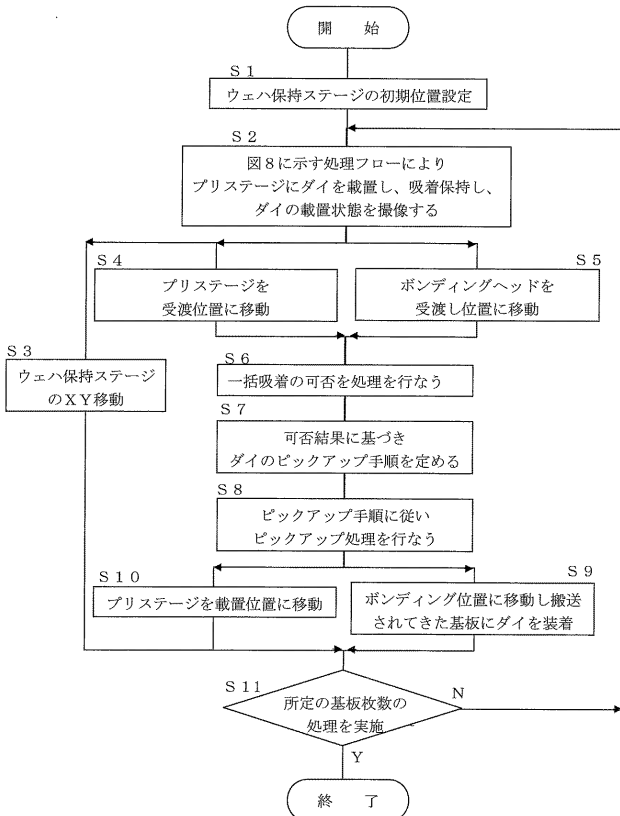 開 始
S1
ウェハ保持ステージの初期位置設定
S2
図8に示す処理フローにより
プリステージにダイを載置し、吸着保持し、
ダイの載置状態を撮像する
S4
プリステージを
受渡位置に移動
S5
ボンディングヘッドを
受渡し位置に移動
S3
ウェハ保持ステージ
のXY移動
S6
一括吸着の可否を処理を行なう
S7
可否結果に基づき
ダイのピックアップ手順を定める
S8
ピックアップ手順に従い
ピックアップ処理を行なう
S10
プリステージを載置位置に移動
S9
ボンディング位置に移動し搬送
されてきた基板にダイを装着
S11
所定の基板枚数の
処理を実施
N
Y
終 了